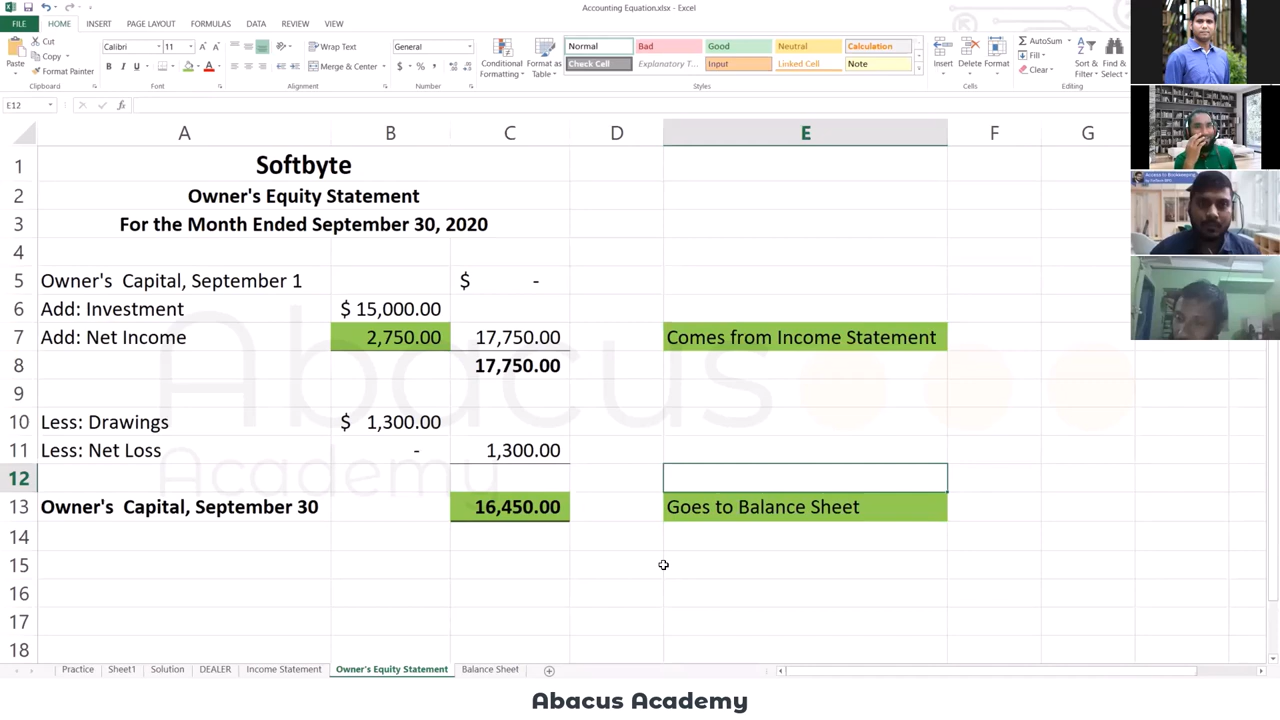 Accounting Equation.xlsx - Excel
FILE HOME INSERT PAGE LAYOUT FORMULAS DATA REVIEW VIEW
Cut
Copy
Format Painter
Paste
Clipboard
Calibri 11
B I U
Font
Wrap Text
Merge & Center
Alignment
General
$ % ,
Number
Conditional Formatting
Format as Table
Normal Bad Good Neutral Calculation
Check Cell Explanatory T... Input Linked Cell Note
Styles
Insert Delete Format
Cells
AutoSum
Fill
Clear
Sort & Filter
Find & Select
Editing
E12
fx
A B C D E F G
1 Softbyte
2 Owner's Equity Statement
3 For the Month Ended September 30, 2020
4
5 Owner's Capital, September 1 $ -
6 Add: Investment $ 15,000.00
7 Add: Net Income 2,750.00 17,750.00 Comes from Income Statement
8 17,750.00
9
10 Less: Drawings $ 1,300.00
11 Less: Net Loss - 1,300.00
12
13 Owner's Capital, September 30 16,450.00 Goes to Balance Sheet
14
15
16
17
18
Abacus
Academy
Access to Bookkeeping
Practice Sheet1 Solution DEALER Income Statement Owner's Equity Statement Balance Sheet
Abacus Academy